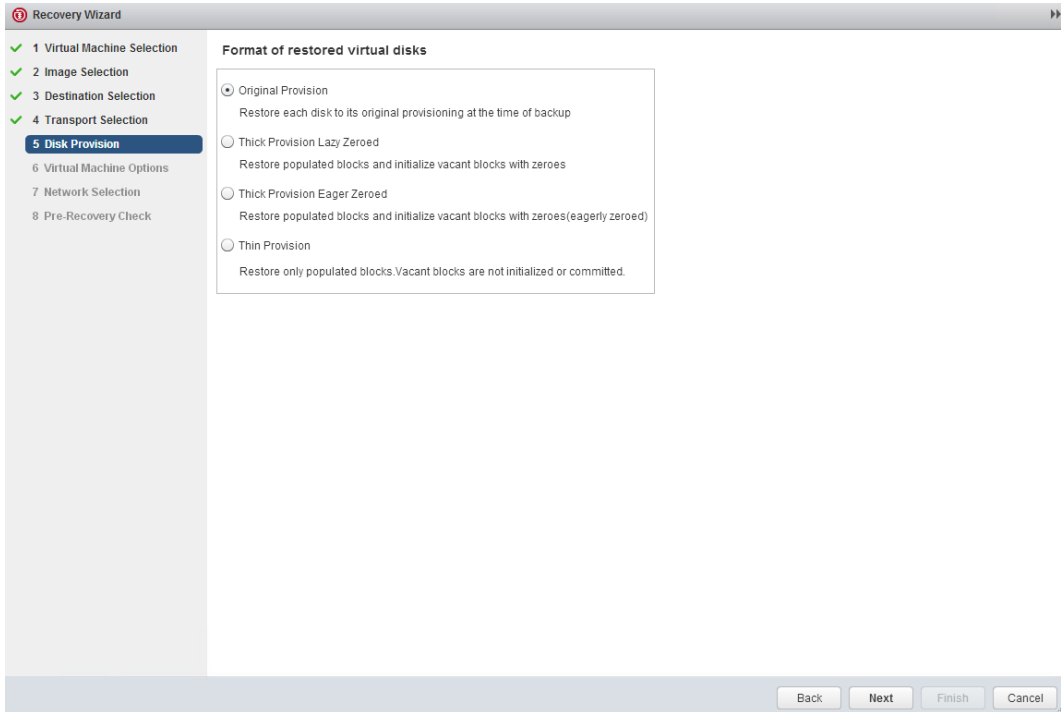 Recovery Wizard
1 Virtual Machine Selection
2 Image Selection
3 Destination Selection
4 Transport Selection
5 Disk Provision
6 Virtual Machine Options
7 Network Selection
8 Pre-Recovery Check
Format of restored virtual disks
Original Provision
Restore each disk to its original provisioning at the time of backup
Thick Provision Lazy Zeroed
Restore populated blocks and initialize vacant blocks with zeroes
Thick Provision Eager Zeroed
Restore populated blocks and initialize vacant blocks with zeroes(eagerly zeroed)
Thin Provision
Restore only populated blocks.Vacant blocks are not initialized or committed.
Back Next Finish Cancel